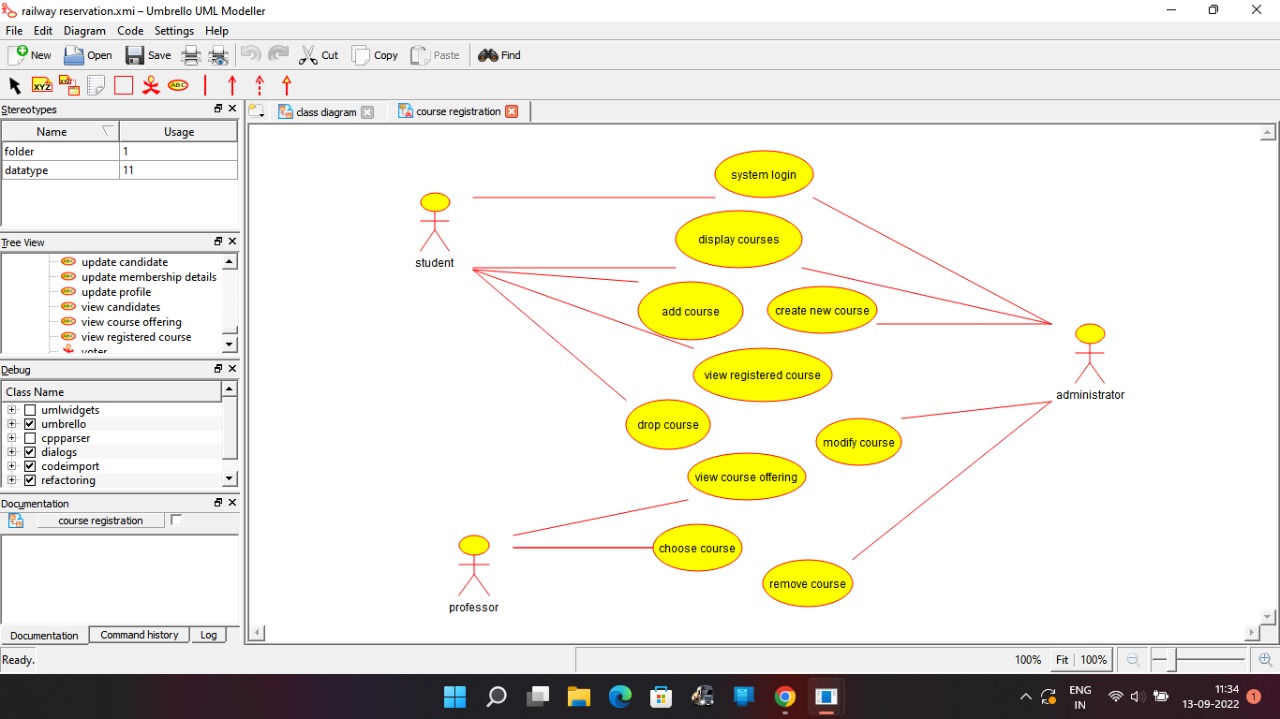 railway reservation.xmi – Umbrello UML Modeller
File Edit Diagram Code Settings Help
New Open Save Cut Copy Paste Find
XYZ XYZ ABC
Stereotypes
Name Usage
folder 1
datatype 11
Tree View
update candidate
update membership details
update profile
view candidates
view course offering
view registered course
voter
Debug
Class Name
umlwidgets
umbrello
cppparser
dialogs
codeimport
refactoring
Documentation
course registration
Documentation Command history Log
Ready.
class diagram course registration
system login
display courses
student
add course
create new course
view registered course
administrator
drop course
modify course
view course offering
choose course
remove course
professor
100% Fit 100%
ENG
IN
11:34
13-09-2022
1